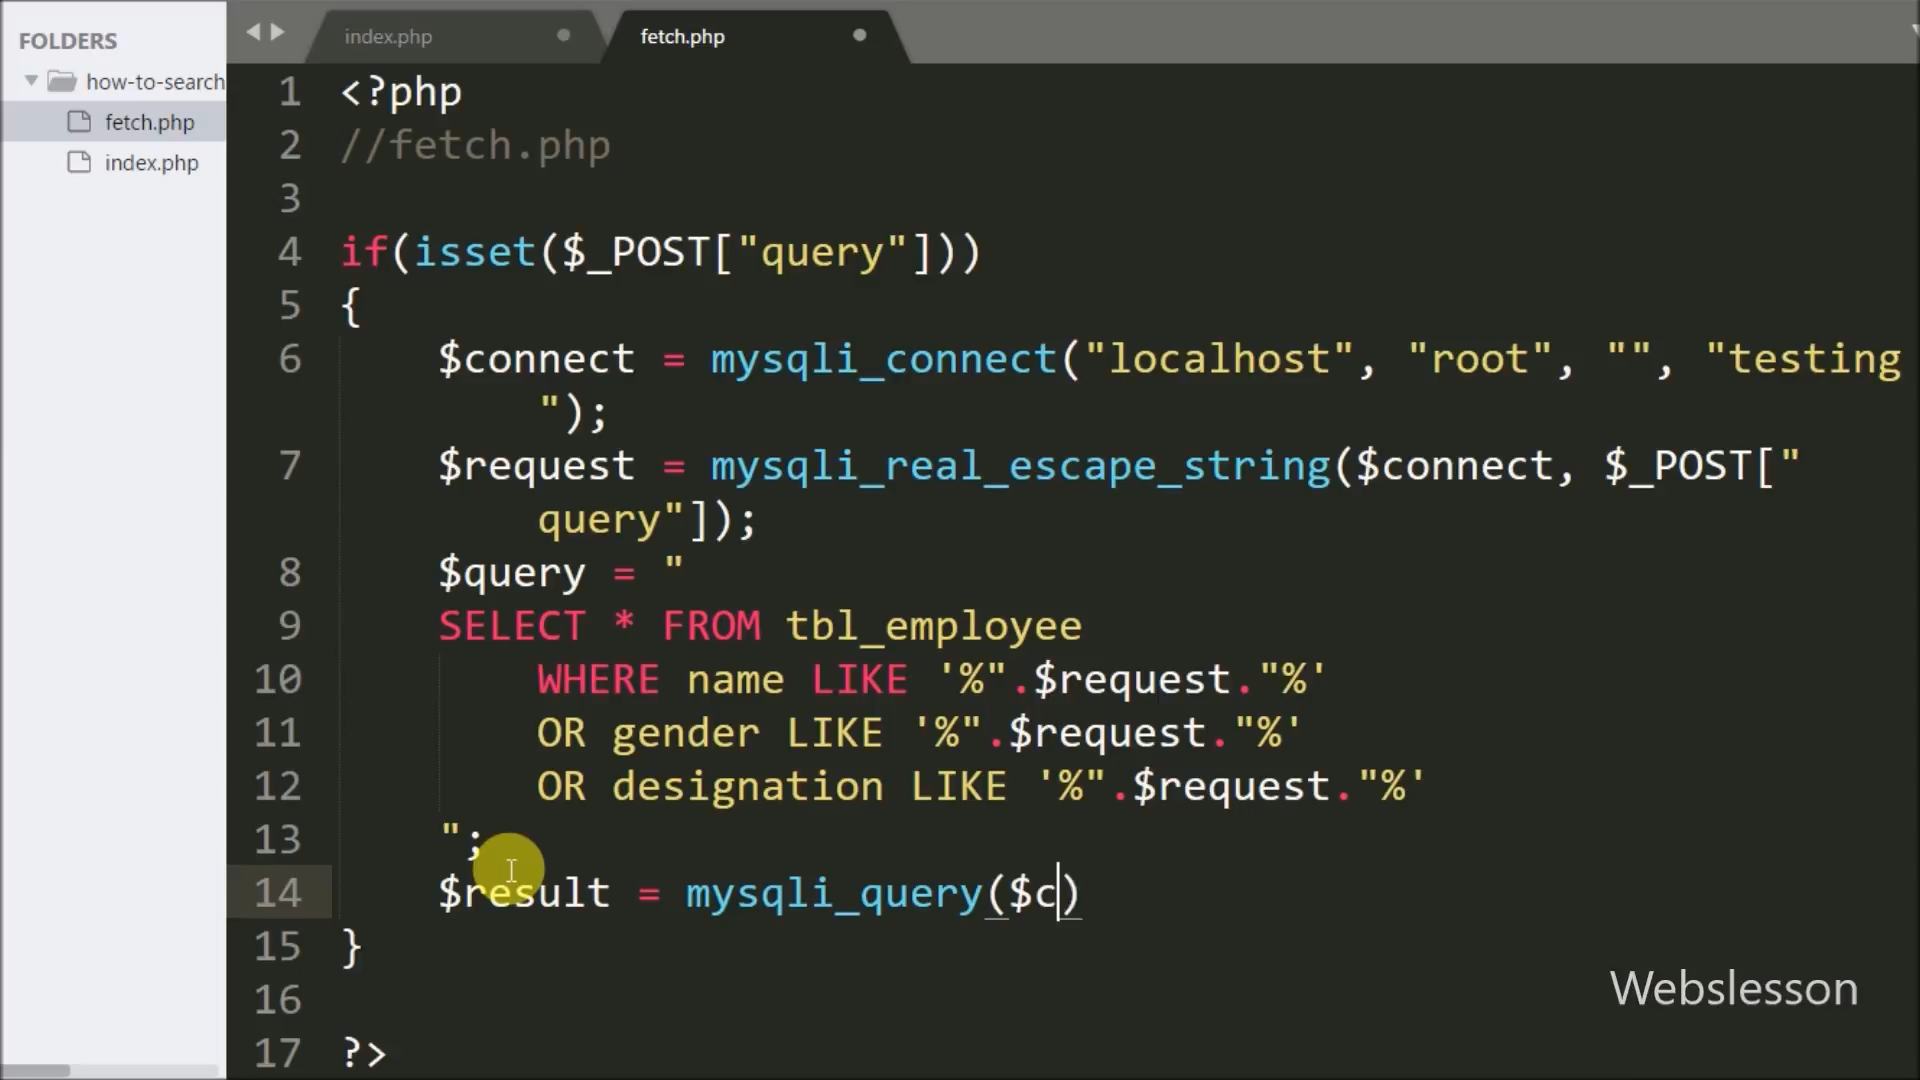 FOLDERS
how-to-search
fetch.php
index.php
index.php
fetch.php
1 <?php
2 //fetch.php
3
4 if(isset($_POST["query"]))
5 {
6 $connect = mysqli_connect("localhost", "root", "", "testing
");
7 $request = mysqli_real_escape_string($connect, $_POST["
query"]);
8 $query = "
9 SELECT * FROM tbl_employee
10 WHERE name LIKE '%".$request."%'
11 OR gender LIKE '%".$request."%'
12 OR designation LIKE '%".$request."%'
13 ";
14 $result = mysqli_query($c)
15 }
16
17 ?>
Webslesson